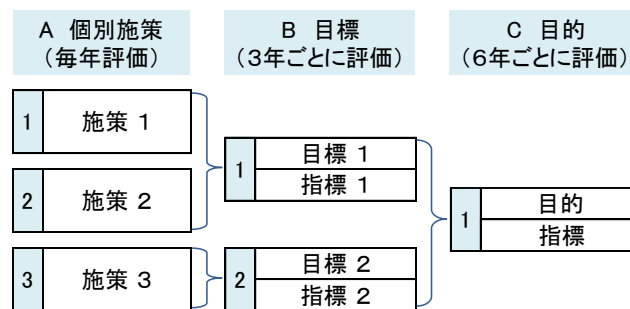 A 個別施策
（毎年評価）
B 目標
（３年ごとに評価）
C 目的
（６年ごとに評価）
1 施策 1
2 施策 2
3 施策 3
1 目標 1
指標 1
2 目標 2
指標 2
1 目的
指標